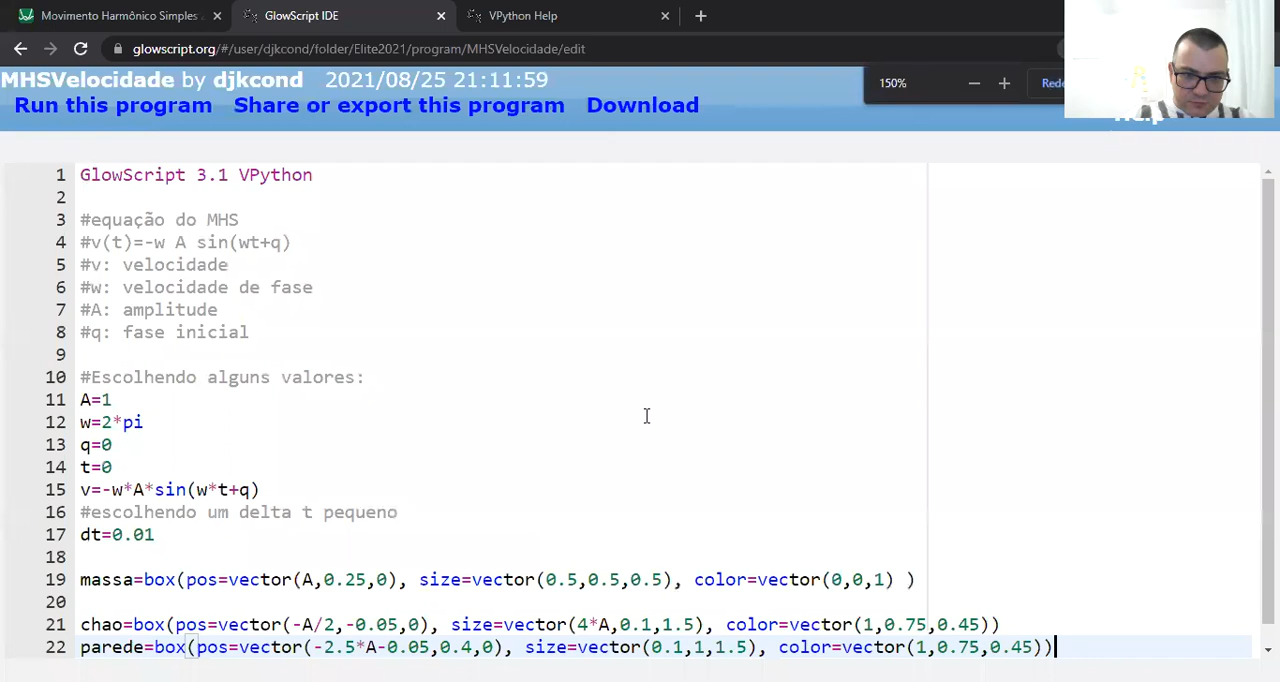 Movimento Harmônico Simples
GlowScript IDE
VPython Help
glowscript.org/#/user/djkcond/folder/Elite2021/program/MHSVelocidade/edit
MHSVelocidade by djkcond 2021/08/25 21:11:59
150%
Run this program Share or export this program Download
1 GlowScript 3.1 VPython
2
3 #equação do MHS
4 #v(t)=-w A sin(wt+q)
5 #v: velocidade
6 #w: velocidade de fase
7 #A: amplitude
8 #q: fase inicial
9
10 #Escolhendo alguns valores:
11 A=1
12 w=2*pi
13 q=0
14 t=0
15 v=-w*A*sin(w*t+q)
16 #escolhendo um delta t pequeno
17 dt=0.01
18
19 massa=box(pos=vector(A,0.25,0), size=vector(0.5,0.5,0.5), color=vector(0,0,1) )
20
21 chao=box(pos=vector(-A/2,-0.05,0), size=vector(4*A,0.1,1.5), color=vector(1,0.75,0.45))
22 parede=box(pos=vector(-2.5*A-0.05,0.4,0), size=vector(0.1,1,1.5), color=vector(1,0.75,0.45))